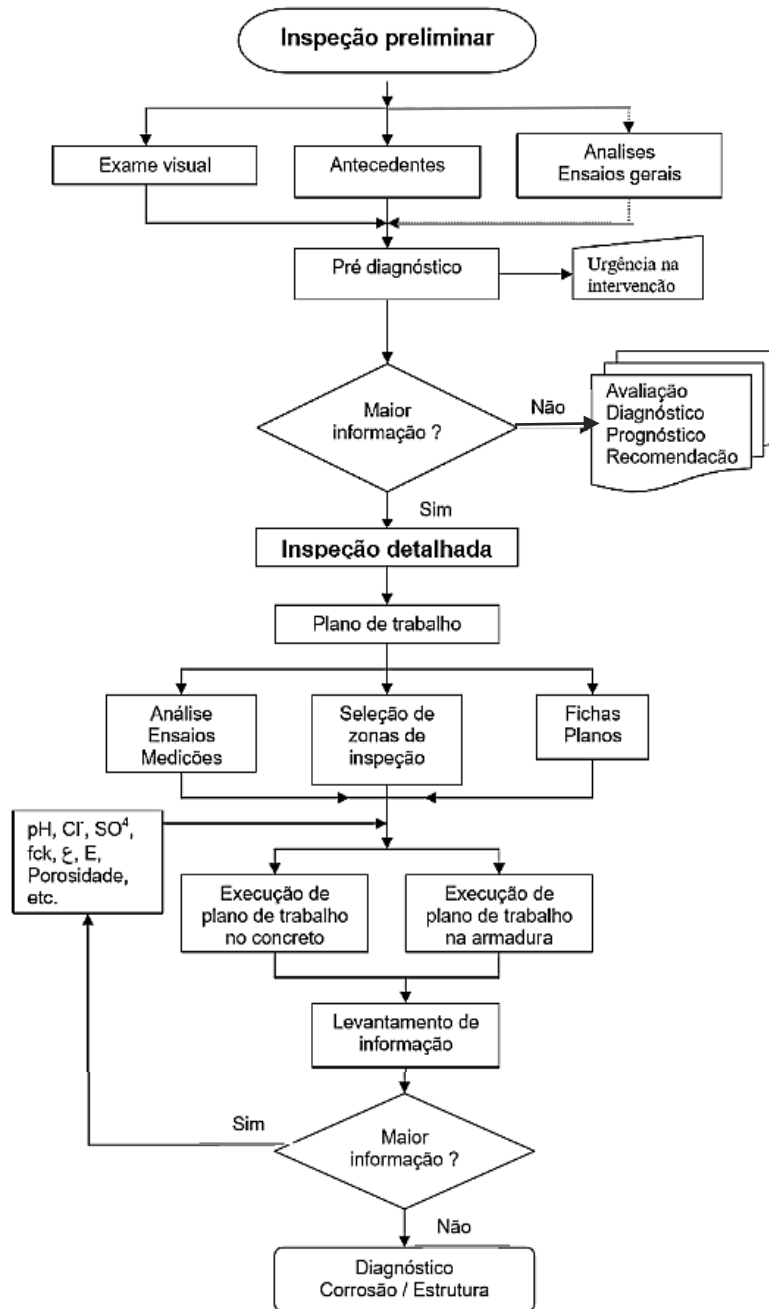 Inspeção preliminar
Exame visual
Antecedentes
Analises
Ensaios gerais
Pré diagnóstico
Urgência na
intervenção
Maior
informação ?
Não
Avaliação
Diagnóstico
Prognóstico
Recomendacão
Sim
Inspeção detalhada
Plano de trabalho
Análise
Ensaios
Medicões
Seleção de
zonas de
inspeção
Fichas
Planos
pH, Cl-, SO⁴,
fck, ع, E,
Porosidade,
etc.
Execução de
plano de trabalho
no concreto
Execução de
plano de trabalho
na armadura
Levantamento de
informação
Sim
Maior
informação ?
Não
Diagnóstico
Corrosão / Estrutura